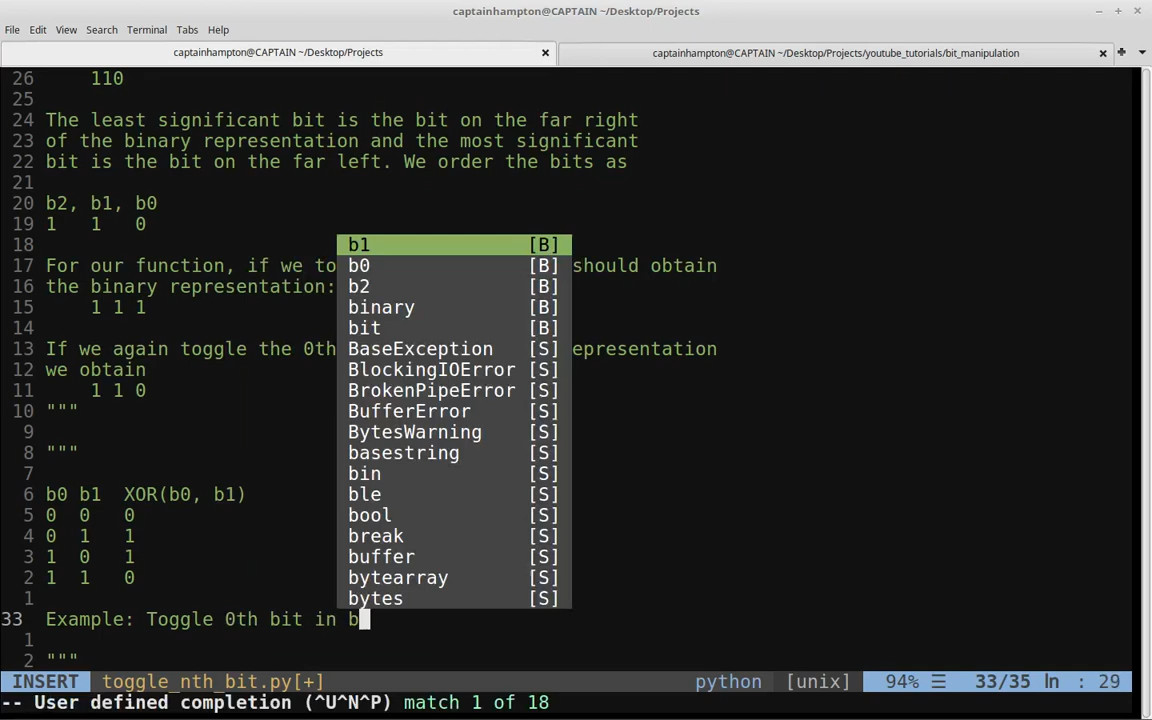 captainhampton@CAPTAIN ~/Desktop/Projects
File Edit View Search Terminal Tabs Help
captainhampton@CAPTAIN ~/Desktop/Projects
captainhampton@CAPTAIN ~/Desktop/Projects/youtube_tutorials/bit_manipulation
26 110
25
24 The least significant bit is the bit on the far right
23 of the binary representation and the most significant
22 bit is the bit on the far left. We order the bits as
21
20 b2, b1, b0
19 1 1 0
18 b1 [B]
17 For our function, if we to b0 [B] should obtain
16 the binary representation: b2 [B]
15 1 1 1 binary [B]
14 bit [B]
13 If we again toggle the 0th BaseException [S] epresentation
12 we obtain BlockingIOError [S]
11 1 1 0 BrokenPipeError [S]
10 """ BufferError [S]
9 BytesWarning [S]
8 """ basestring [S]
7 bin [S]
6 b0 b1 XOR(b0, b1) ble [S]
5 0 0 0 bool [S]
4 0 1 1 break [S]
3 1 0 1 buffer [S]
2 1 1 0 bytearray [S]
1 bytes [S]
33 Example: Toggle 0th bit in b
1
2 """
INSERT toggle_nth_bit.py[+] python [unix] 94% ☰ 33/35 ln : 29
-- User defined completion (^U^N^P) match 1 of 18